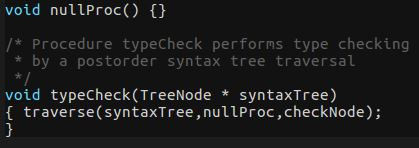 void nullProc() {}
/* Procedure typeCheck performs type checking
 * by a postorder syntax tree traversal
 */
void typeCheck(TreeNode * syntaxTree)
{ traverse(syntaxTree,nullProc,checkNode);
}